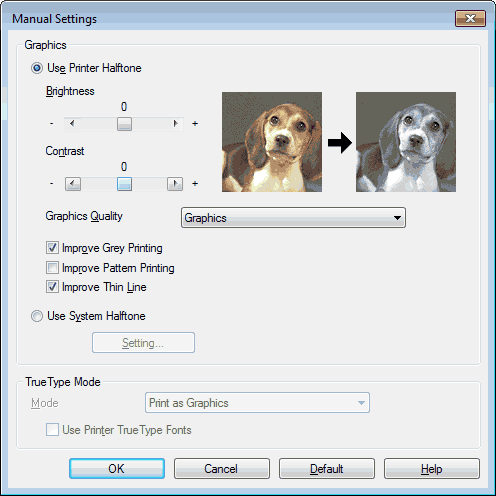 Manual Settings
Graphics
Use Printer Halftone
Brightness
0
- +
Contrast
0
- +
Graphics Quality Graphics
Improve Grey Printing
Improve Pattern Printing
Improve Thin Line
Use System Halftone
Setting...
TrueType Mode
Mode Print as Graphics
Use Printer TrueType Fonts
OK Cancel Default Help